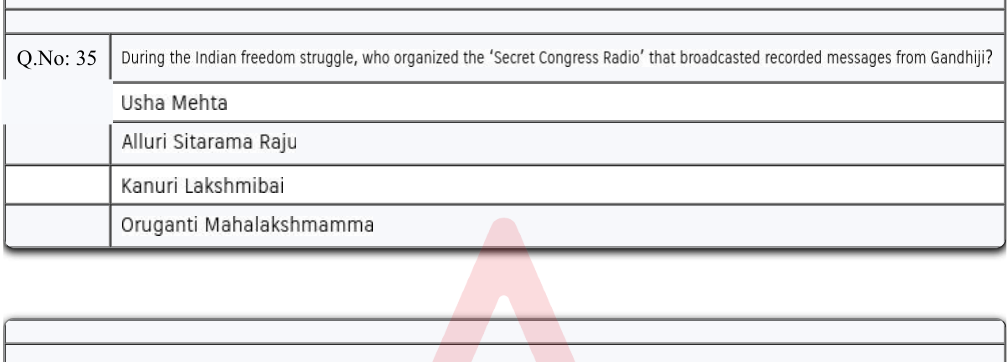 Q.No: 35 During the Indian freedom struggle, who organized the ‘Secret Congress Radio’ that broadcasted recorded messages from Gandhiji?
Usha Mehta
Alluri Sitarama Raju
Kanuri Lakshmibai
Oruganti Mahalakshmamma